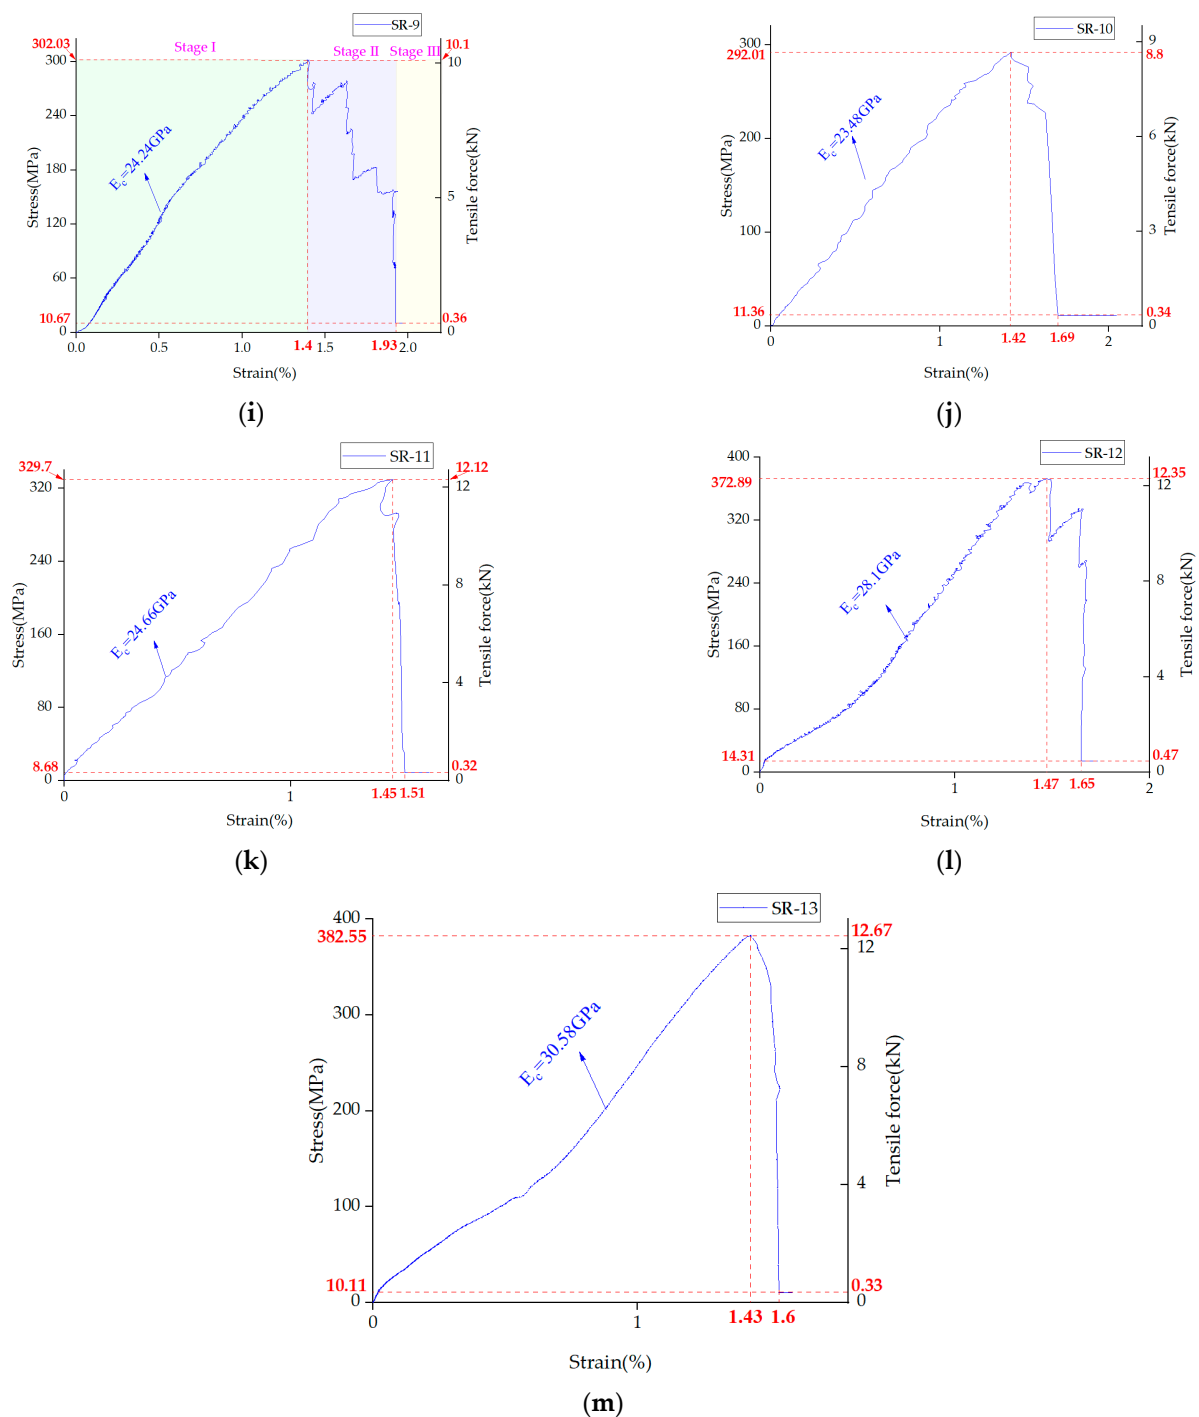 SR-9
302.03
Stage I
Stage II
Stage III
10.1
300
240
180
120
60
0
10.67
Stress(MPa)
E_c=24.24GPa
10
5
0
0.36
Tensile force(kN)
0.0
0.5
1.0
1.4
1.5
1.93
2.0
Strain(%)
(i)
SR-10
300
292.01
200
100
11.36
0
Stress(MPa)
E_c=23.48GPa
9
8.8
6
3
0.34
0
Tensile force(kN)
0
1
1.42
1.69
2
Strain(%)
(j)
SR-11
329.7
320
240
160
80
8.68
0
Stress(MPa)
E_c=24.66GPa
12.12
12
8
4
0.32
0
Tensile force(kN)
0
1
1.45
1.51
Strain(%)
(k)
SR-12
400
372.89
320
240
160
80
14.31
0
Stress(MPa)
E_c=28.1GPa
12.35
12
8
4
0.47
0
Tensile force(kN)
0
1
1.47
1.65
2
Strain(%)
(l)
SR-13
400
382.55
300
200
100
10.11
0
Stress(MPa)
E_c=30.58GPa
12.67
12
8
4
0.33
0
Tensile force(kN)
0
1
1.43
1.6
Strain(%)
(m)